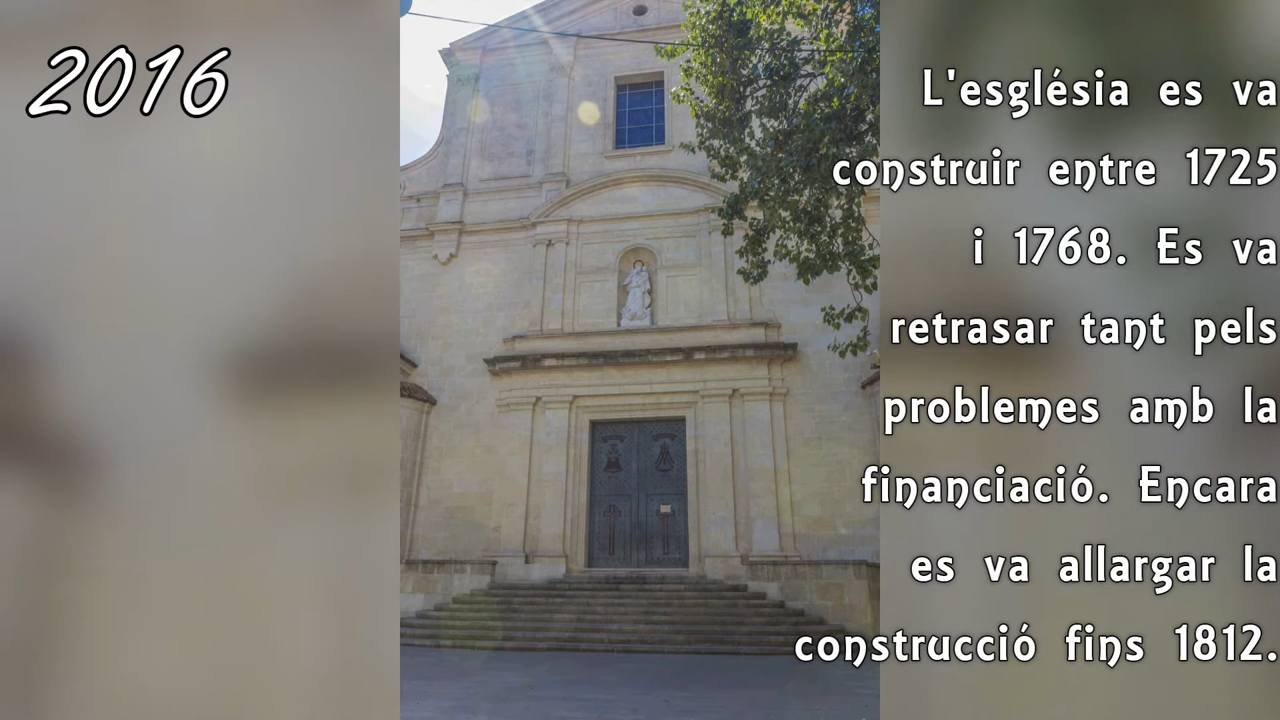 2016
L'església es va
construir entre 1725
i 1768. Es va
retrasar tant pels
problemes amb la
financiació. Encara
es va allargar la
construcció fins 1812.